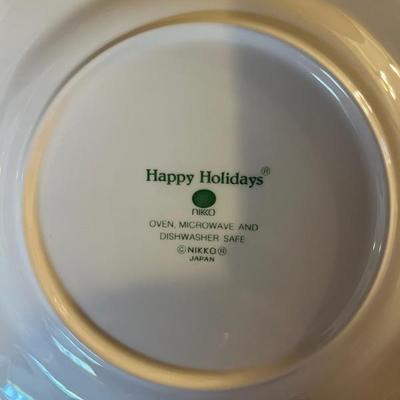 Happy Holidays®
NIKKO
OVEN, MICROWAVE AND
DISHWASHER SAFE
©NIKKO®
JAPAN